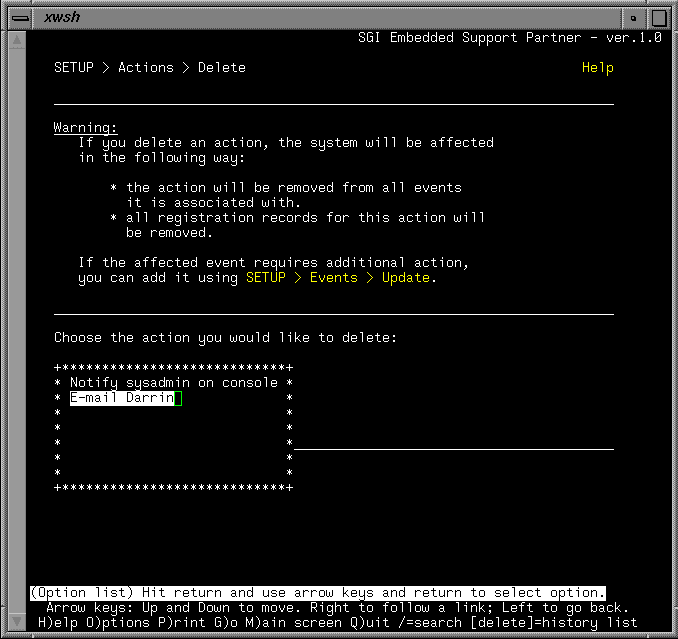 xwsh
SGI Embedded Support Partner - ver.1.0
SETUP > Actions > Delete Help
Warning:
If you delete an action, the system will be affected
in the following way:
* the action will be removed from all events
it is associated with.
* all registration records for this action will
be removed.
If the affected event requires additional action,
you can add it using SETUP > Events > Update.
Choose the action you would like to delete:
+****************************+
* Notify sysadmin on console *
* E-mail Darrin *
* *
* *
* *
* *
* *
+****************************+
(Option list) Hit return and use arrow keys and return to select option.
Arrow keys: Up and Down to move. Right to follow a link; Left to go back.
H)elp O)ptions P)rint G)o M)ain screen Q)uit /=search [delete]=history list